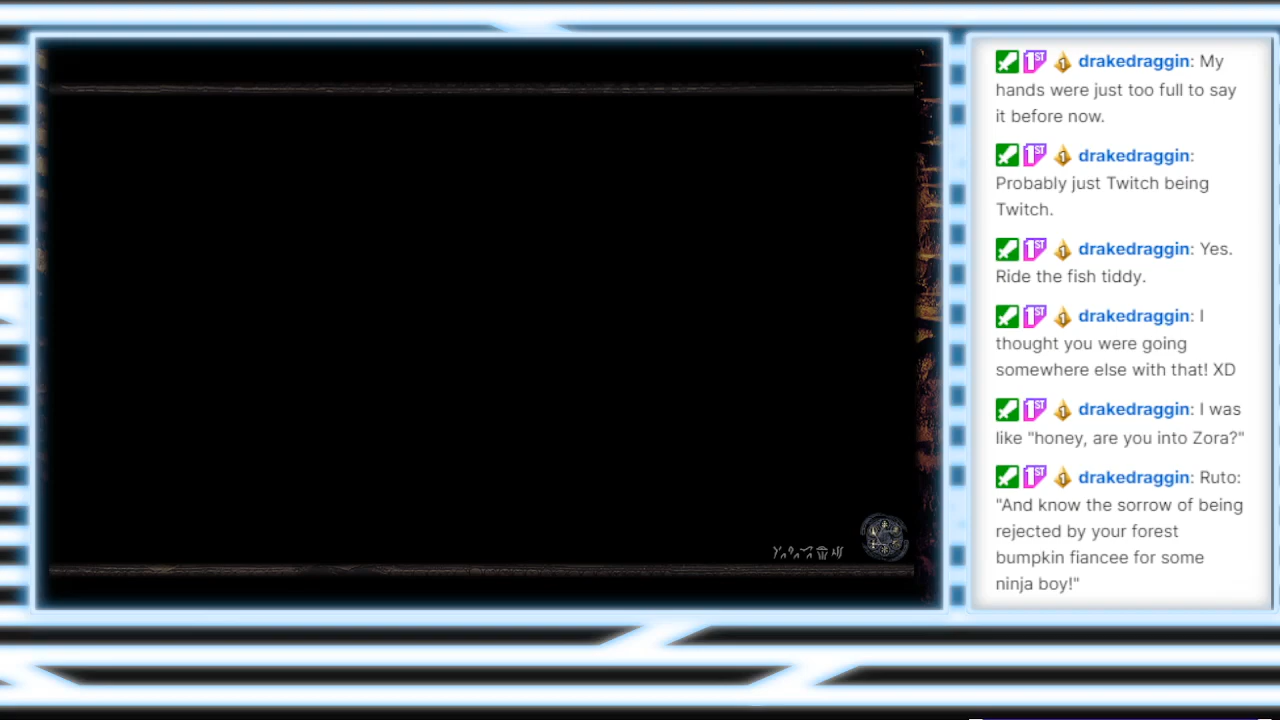 drakedraggin: My
hands were just too full to say
it before now.
drakedraggin:
Probably just Twitch being
Twitch.
drakedraggin: Yes.
Ride the fish tiddy.
drakedraggin: I
thought you were going
somewhere else with that! XD
drakedraggin: I was
like "honey, are you into Zora?"
drakedraggin: Ruto:
"And know the sorrow of being
rejected by your forest
bumpkin fiancee for some
ninja boy!"